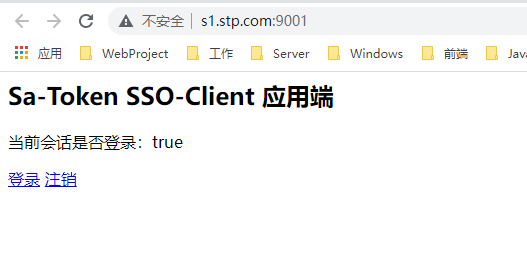 不安全 s1.stp.com:9001
应用 WebProject 工作 Server Windows 前端 Java
Sa-Token SSO-Client 应用端
当前会话是否登录：true
登录 注销